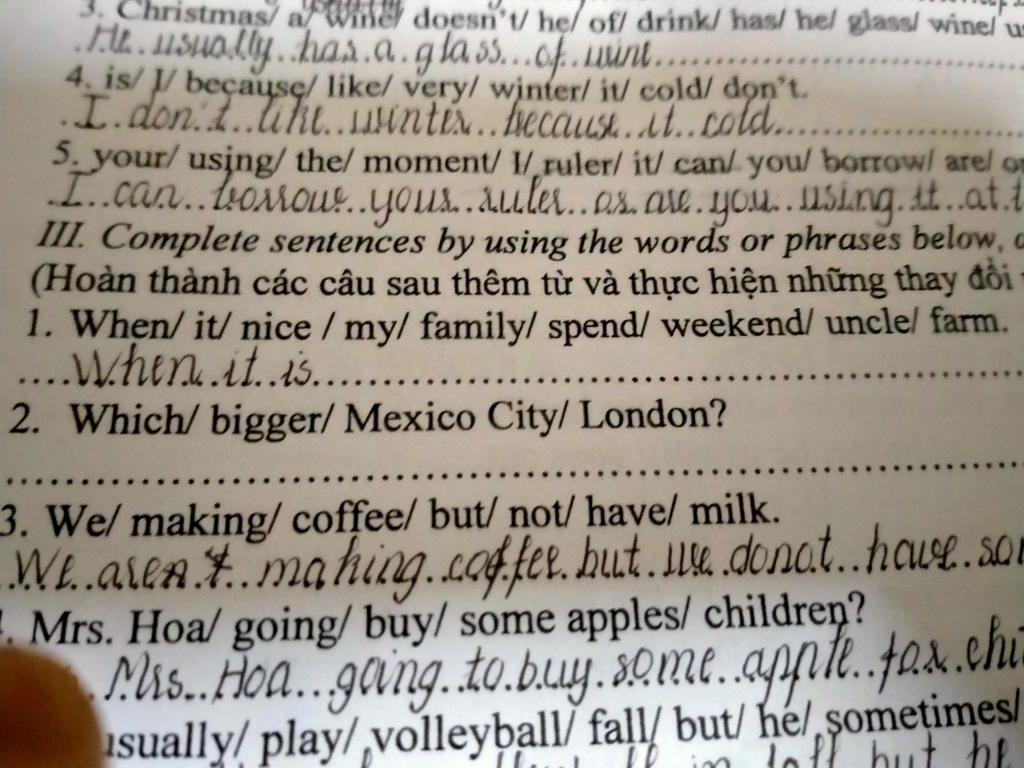 3. Christmas/ a/ wine/ doesn't/ he/ of/ drink/ has/ he/ glass/ wine/
He usually has a glass of wine
4. is/ I/ because/ like/ very/ winter/ it/ cold/ don't.
I don't like winter because it cold
5. your/ using/ the/ moment/ I/ ruler/ it/ can/ you/ borrow/ are/
I can borrow your ruler or are you using it at
III. Complete sentences by using the words or phrases below,
(Hoàn thành các câu sau thêm từ và thực hiện những thay đổi
1. When/ it/ nice / my/ family/ spend/ weekend/ uncle/ farm.
When it is
2. Which/ bigger/ Mexico City/ London?
3. We/ making/ coffee/ but/ not/ have/ milk.
We aren't making coffee but we donot have
Mrs. Hoa/ going/ buy/ some apples/ children?
Mrs Hoa going to buy some apple for
usually/ play/ volleyball/ fall/ but/ he/ sometimes/
in fall but he